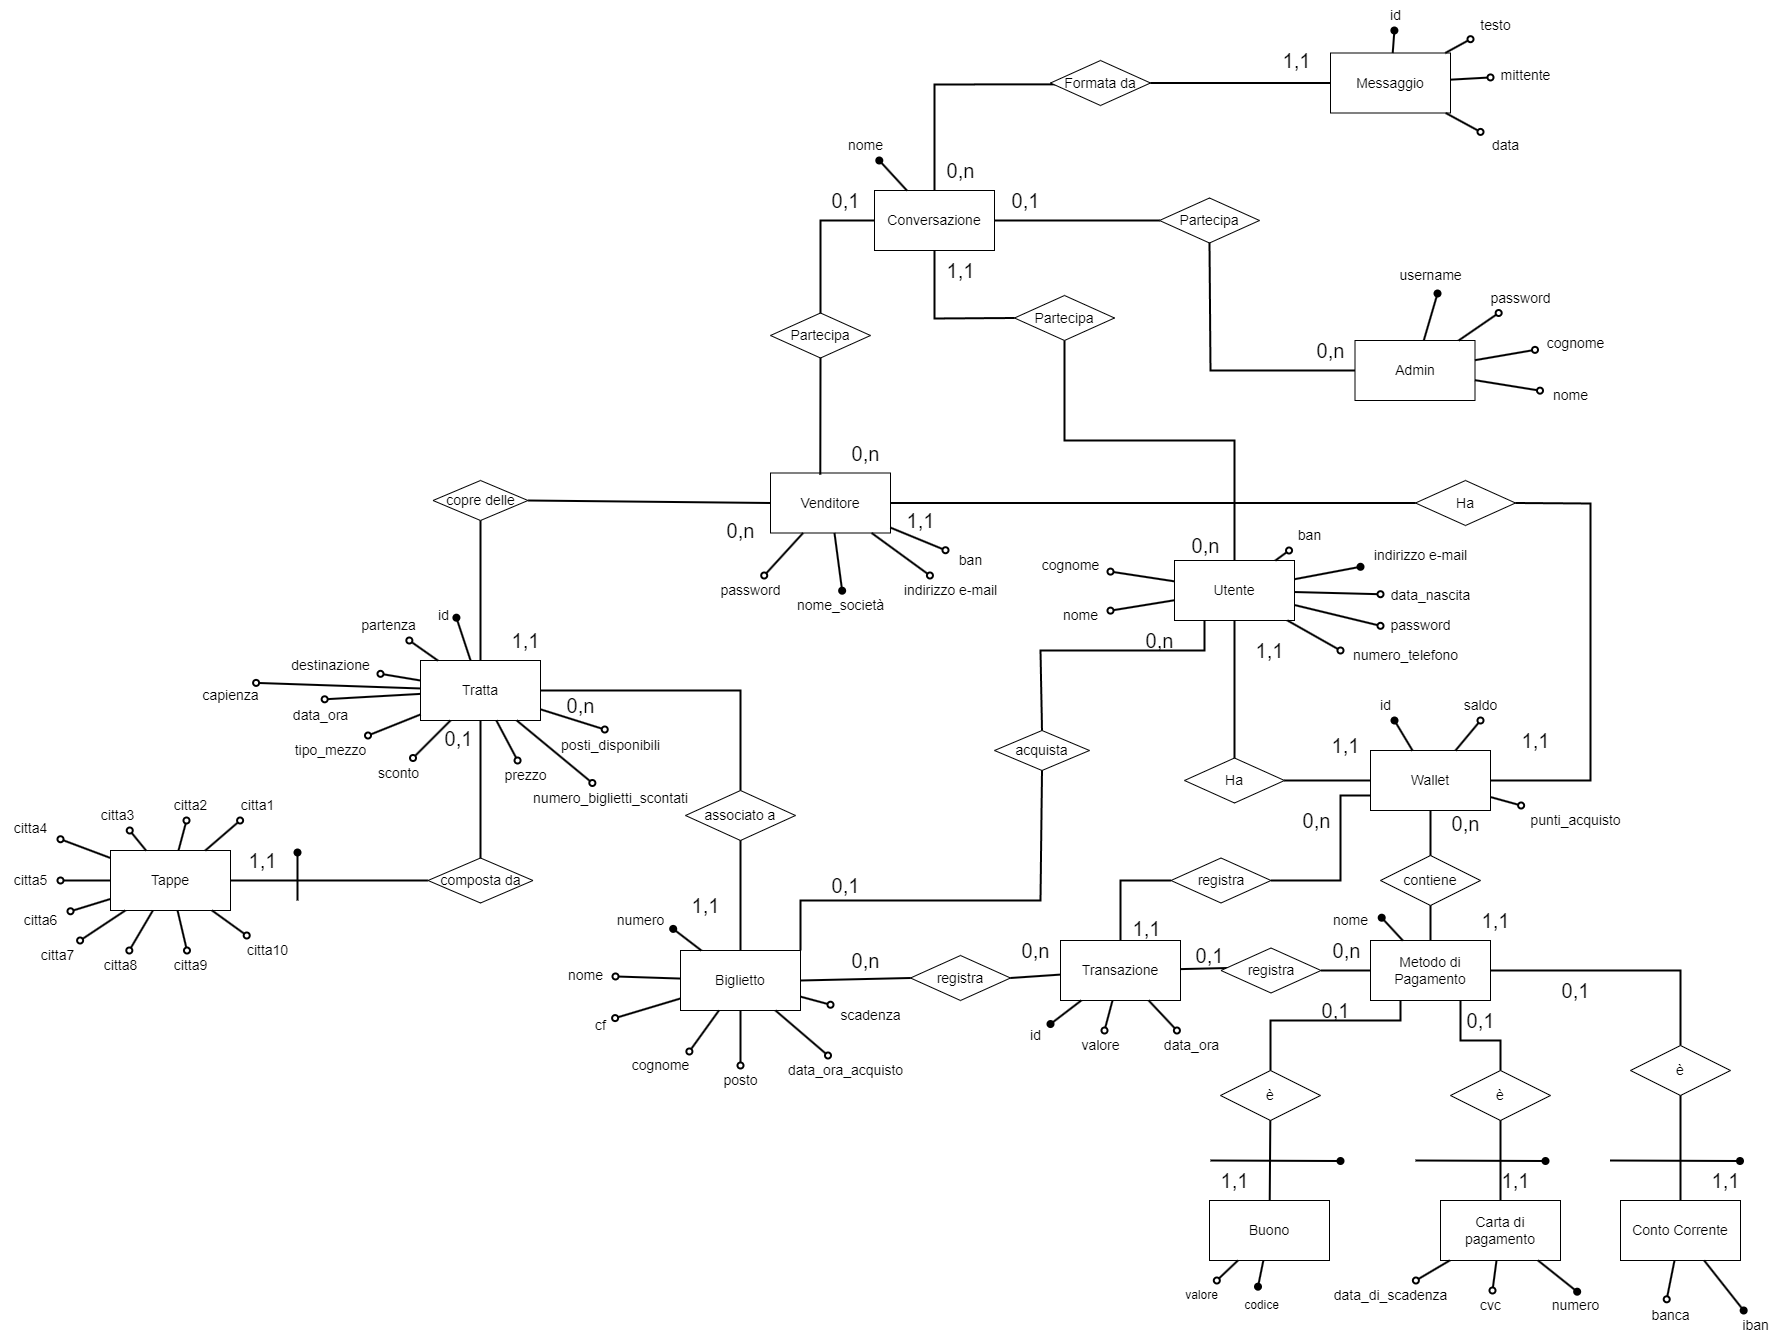 id
testo
Formata da
1,1
Messaggio
mittente
data
nome
0,n
0,1
Conversazione
0,1
Partecipa
1,1
username
password
Partecipa
Partecipa
0,n
Admin
cognome
nome
0,n
copre delle
Venditore
Ha
0,n
1,1
ban
password
nome_società
indirizzo e-mail
0,n
ban
cognome
indirizzo e-mail
Utente
data_nascita
nome
password
0,n
1,1
numero_telefono
id
partenza
1,1
destinazione
capienza
Tratta
data_ora
0,n
tipo_mezzo
0,1
posti_disponibili
sconto
prezzo
numero_biglietti_scontati
acquista
id
saldo
1,1
1,1
Ha
Wallet
0,n
0,n
punti_acquisto
associato a
citta4
citta3
citta2
citta1
1,1
citta5
Tappe
composta da
citta6
citta7
citta8
citta9
citta10
0,1
registra
contiene
1,1
numero
1,1
nome
1,1
nome
Biglietto
0,n
registra
0,n
Transazione
0,1
registra
0,n
Metodo di
Pagamento
0,1
cf
scadenza
cognome
posto
data_ora_acquisto
id
valore
data_ora
0,1
0,1
è
è
è
1,1
1,1
1,1
Buono
Carta di
pagamento
Conto Corrente
valore
codice
data_di_scadenza
cvc
numero
banca
iban